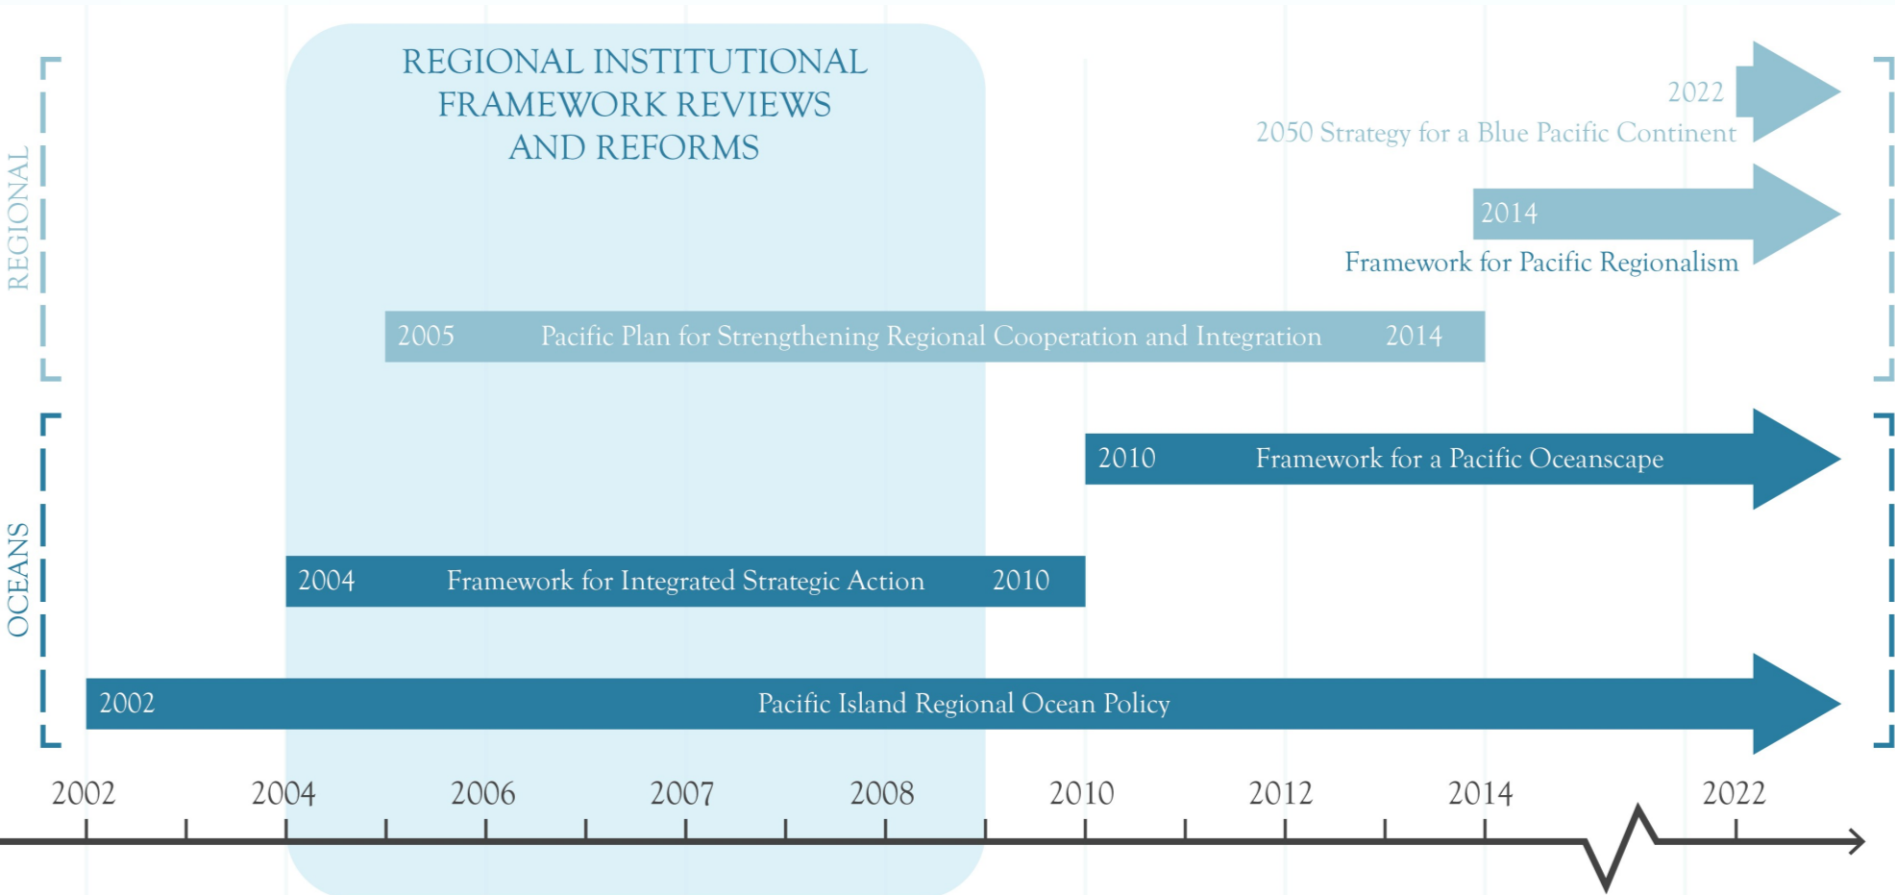 REGIONAL INSTITUTIONAL
FRAMEWORK REVIEWS
AND REFORMS
REGIONAL
2022
2050 Strategy for a Blue Pacific Continent
2014
Framework for Pacific Regionalism
2005 Pacific Plan for Strengthening Regional Cooperation and Integration 2014
OCEANS
2010 Framework for a Pacific Oceanscape
2004 Framework for Integrated Strategic Action 2010
2002 Pacific Island Regional Ocean Policy
2002 2004 2006 2007 2008 2010 2012 2014 2022